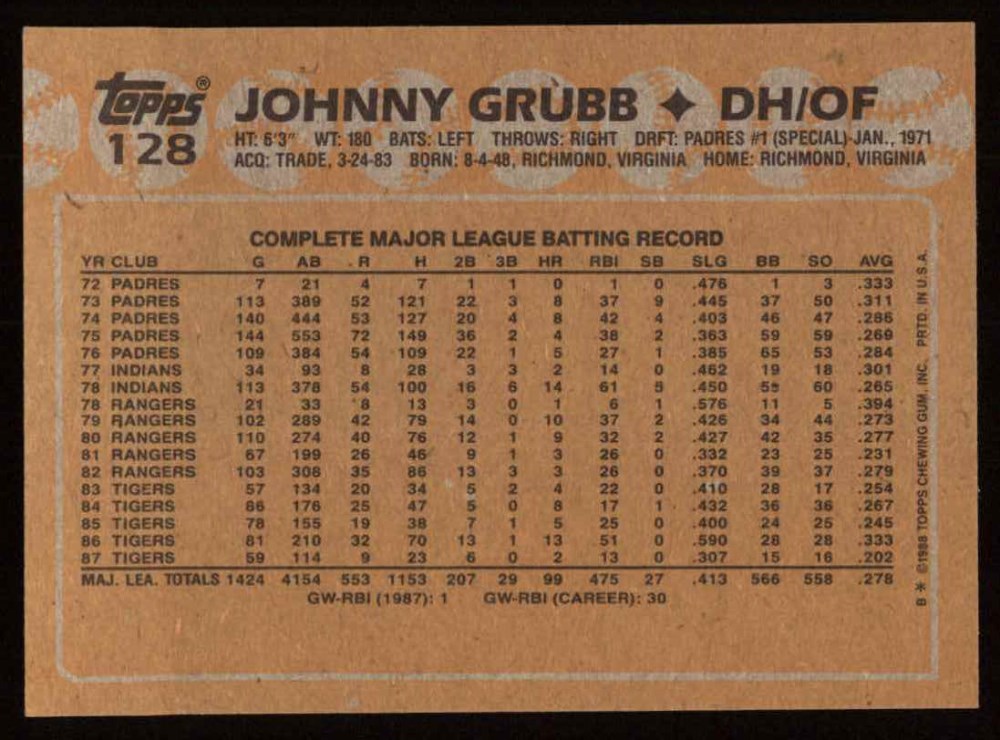 Topps® JOHNNY GRUBB ✦ DH/OF
128 HT: 6'3" WT: 180 BATS: LEFT THROWS: RIGHT DRFT: PADRES #1 (SPECIAL)-JAN., 1971
ACQ: TRADE, 3-24-83 BORN: 8-4-48, RICHMOND, VIRGINIA HOME: RICHMOND, VIRGINIA
COMPLETE MAJOR LEAGUE BATTING RECORD
YR CLUB G AB R H 2B 3B HR RBI SB SLG BB SO AVG
72 PADRES 7 21 4 7 1 1 0 1 0 .476 1 3 .333
73 PADRES 113 389 52 121 22 3 8 37 9 .445 37 50 .311
74 PADRES 140 444 53 127 20 4 8 42 4 .403 46 47 .286
75 PADRES 144 553 72 149 36 2 4 38 2 .363 59 59 .269
76 PADRES 109 384 54 109 22 1 5 27 1 .385 65 53 .284
77 INDIANS 34 93 8 28 3 3 2 14 0 .462 19 18 .301
78 INDIANS 113 378 54 100 16 6 14 61 5 .450 59 60 .265
78 RANGERS 21 33 8 13 3 0 1 6 1 .576 11 5 .394
79 RANGERS 102 289 42 79 14 0 10 37 2 .426 34 44 .273
80 RANGERS 110 274 40 76 12 1 9 32 2 .427 42 35 .277
81 RANGERS 67 199 26 46 9 1 3 26 0 .332 23 25 .231
82 RANGERS 103 308 35 86 13 3 3 26 0 .370 39 37 .279
83 TIGERS 57 134 20 34 5 2 4 22 0 .410 28 17 .254
84 TIGERS 86 176 25 47 5 0 8 17 1 .432 36 36 .267
85 TIGERS 78 155 19 38 7 1 5 25 0 .400 24 25 .245
86 TIGERS 81 210 32 70 13 1 13 51 0 .590 28 28 .333
87 TIGERS 59 114 9 23 6 0 2 13 0 .307 15 16 .202
MAJ. LEA. TOTALS 1424 4154 553 1153 207 29 99 475 27 .413 566 558 .278
GW-RBI (1987): 1 GW-RBI (CAREER): 30
B * ©1988 TOPPS CHEWING GUM, INC. PRTD. IN U.S.A.